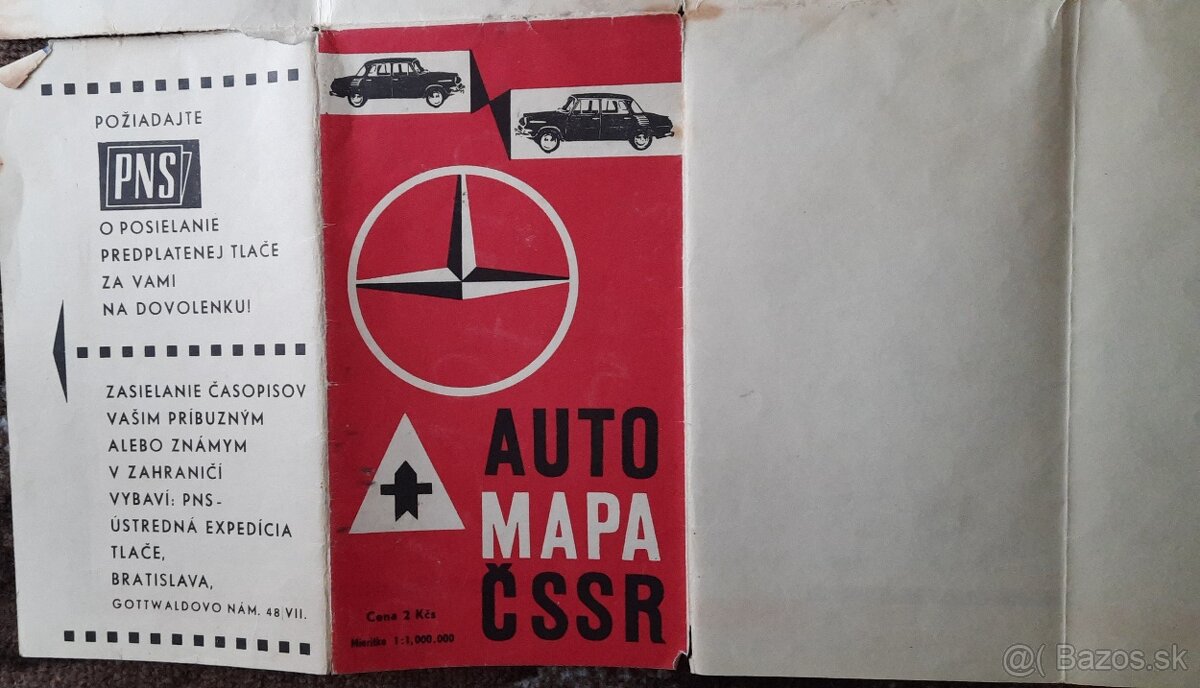 POŽIADAJTE
PNS
O POSIELANIE
PREDPLATENEJ TLAČE
ZA VAMI
NA DOVOLENKU!
ZASIELANIE ČASOPISOV
VAŠIM PRÍBUZNÝM
ALEBO ZNÁMYM
V ZAHRANIČÍ
VYBAVÍ: PNS-
ÚSTREDNÁ EXPEDÍCIA
TLAČE,
BRATISLAVA,
GOTTWALDOVO NÁM. 48/VII.
AUTO
MAPA
ČSSR
Cena 2 Kčs
Mierítko 1:1,000.000
@( Bazos.sk